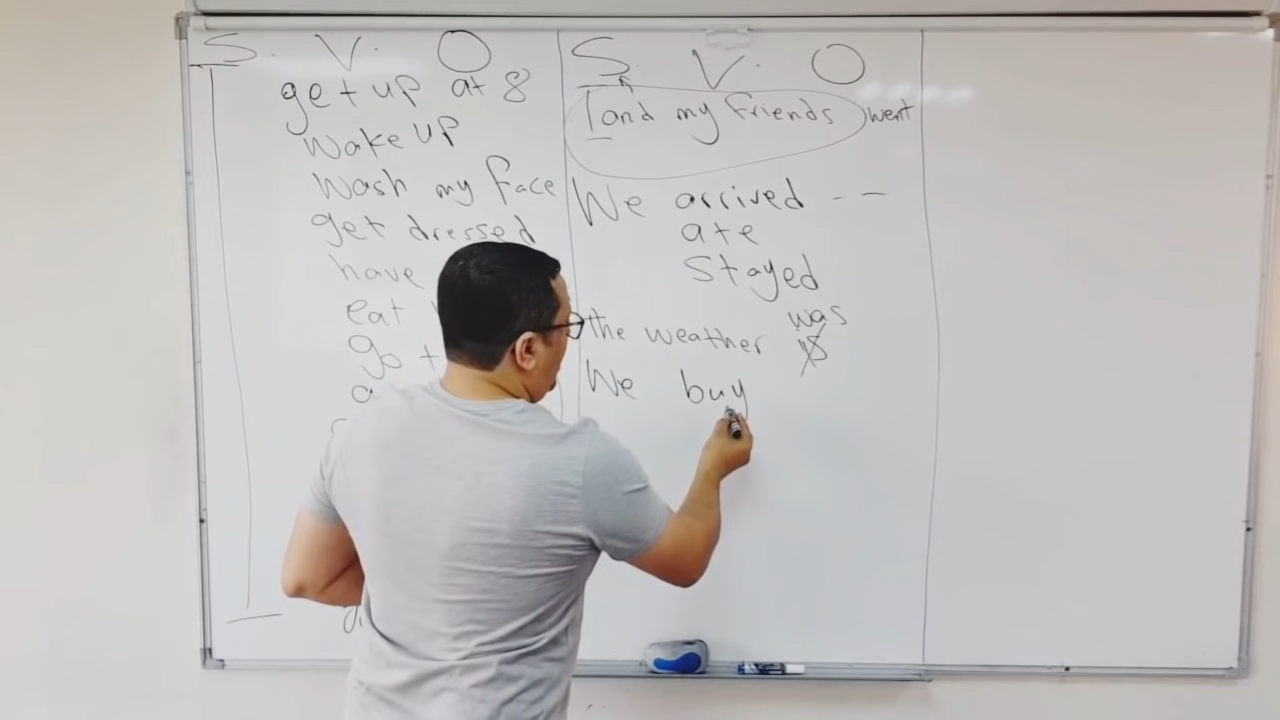 S. V. O
get up at 8
wake up
wash my face
get dressed
have
eat
go
S. V. O
I and my friends went
We arried - -
ate
stayed
the weather was is
We buy